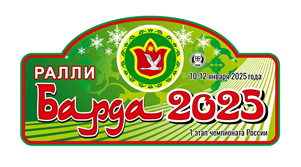 10-12 января 2025 года
РАЛЛИ
Барда 2025
1 этап чемпионата России